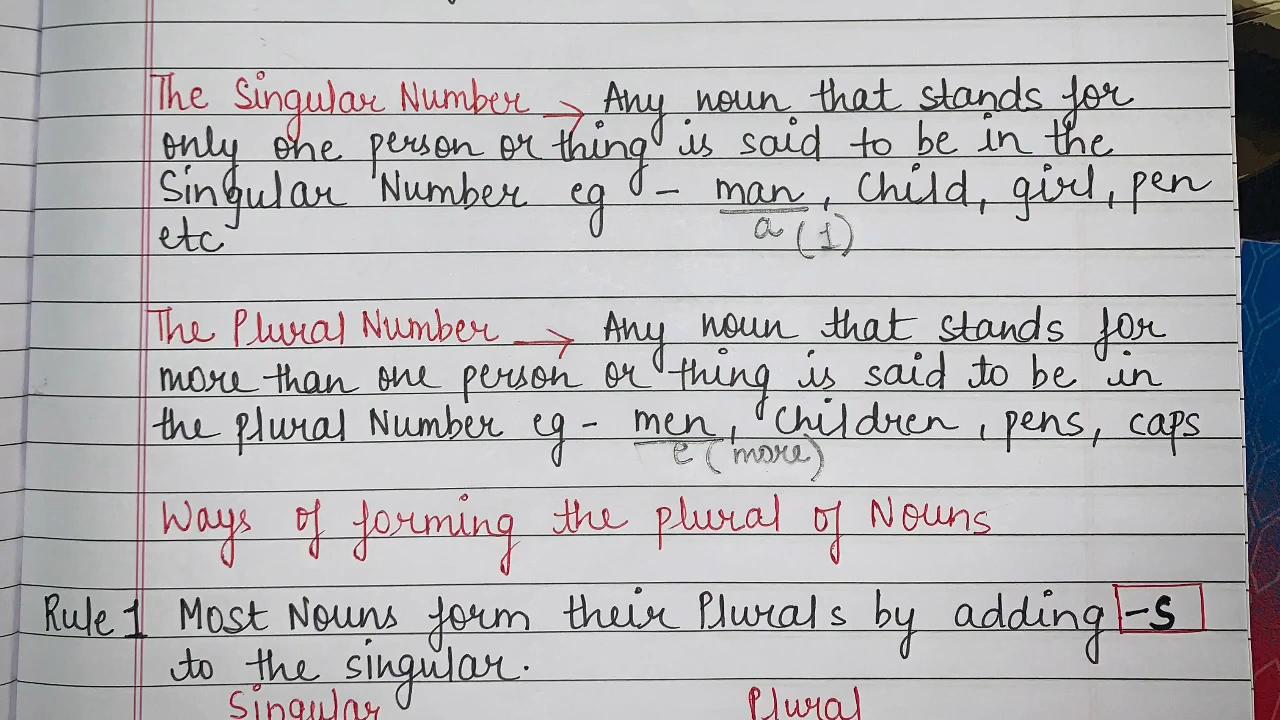 The Singular Number → Any noun that stands for
only one person or thing is said to be in the
Singular Number eg - man, Child, girl, pen
a (1)
etc
The Plural Number → Any noun that stands for
more than one person or thing is said to be in
the plural Number eg - men, Children, pens, caps
e (more)
Ways of forming the plural of Nouns
Rule 1 Most Nouns form their Plurals by adding -s
to the singular.
Singular Plural